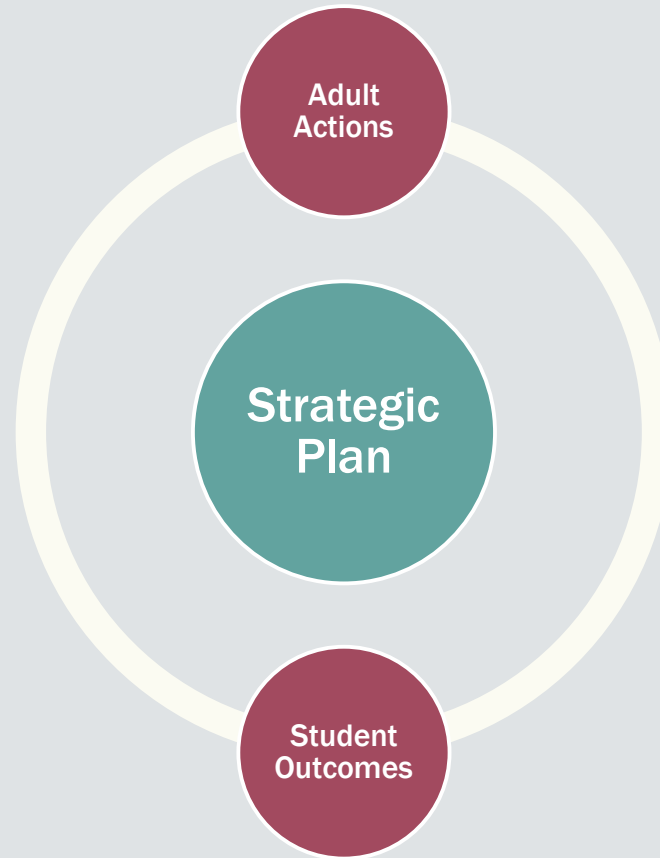 Adult
Actions
Strategic
Plan
Student
Outcomes